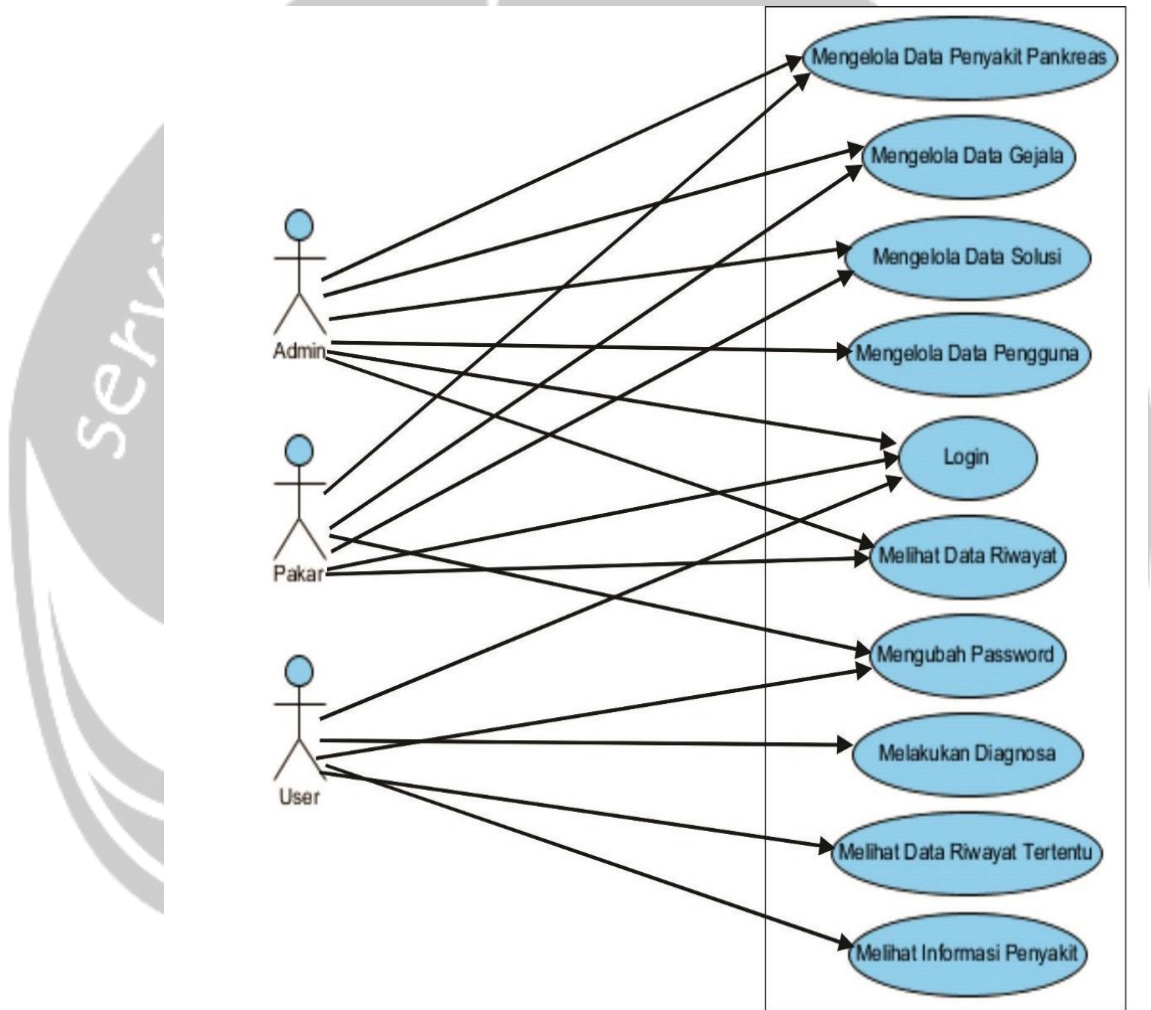 Mengelola Data Penyakit Pankreas
Mengelola Data Gejala
Mengelola Data Solusi
Mengelola Data Pengguna
Login
Melihat Data Riwayat
Mengubah Password
Melakukan Diagnosa
Melihat Data Riwayat Tertentu
Melihat Informasi Penyakit
Admin
Pakar
User